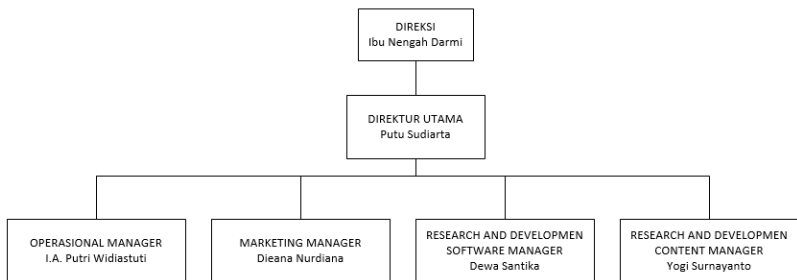 DIREKSI
Ibu Nengah Darmi
DIREKTUR UTAMA
Putu Sudiarta
OPERASIONAL MANAGER
I.A. Putri Widiastuti
MARKETING MANAGER
Dieana Nurdiana
RESEARCH AND DEVELOPMEN
SOFTWARE MANAGER
Dewa Santika
RESEARCH AND DEVELOPMEN
CONTENT MANAGER
Yogi Surnayanto